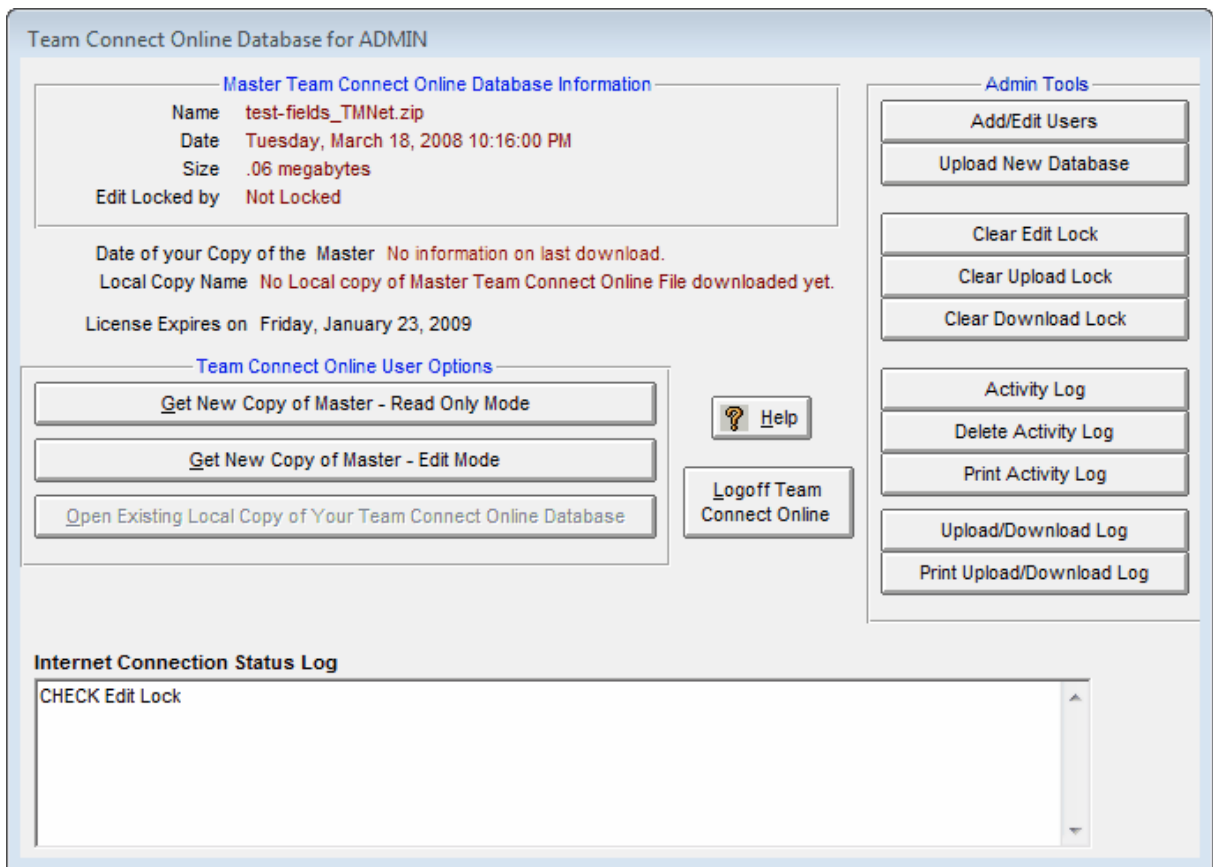 Team Connect Online Database for ADMIN
Master Team Connect Online Database Information
Name test-fields_TMNet.zip
Date Tuesday, March 18, 2008 10:16:00 PM
Size .06 megabytes
Edit Locked by Not Locked
Date of your Copy of the Master No information on last download.
Local Copy Name No Local copy of Master Team Connect Online File downloaded yet.
License Expires on Friday, January 23, 2009
Team Connect Online User Options
Get New Copy of Master - Read Only Mode
Get New Copy of Master - Edit Mode
Open Existing Local Copy of Your Team Connect Online Database
Help
Logoff Team
Connect Online
Admin Tools
Add/Edit Users
Upload New Database
Clear Edit Lock
Clear Upload Lock
Clear Download Lock
Activity Log
Delete Activity Log
Print Activity Log
Upload/Download Log
Print Upload/Download Log
Internet Connection Status Log
CHECK Edit Lock